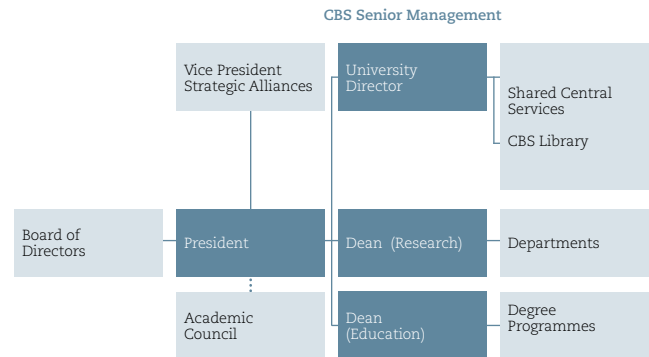 CBS Senior Management
Vice President
Strategic Alliances
University
Director
Shared Central
Services
CBS Library
Board of
Directors
President
Dean (Research)
Departments
Academic
Council
Dean
(Education)
Degree
Programmes